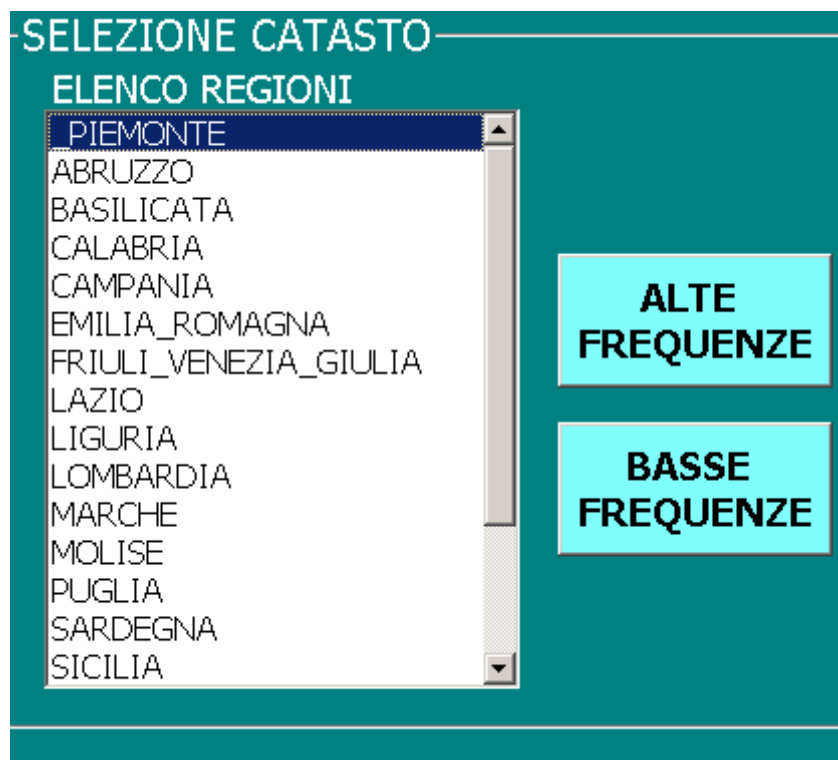 SELEZIONE CATASTO
ELENCO REGIONI
_PIEMONTE
ABRUZZO
BASILICATA
CALABRIA
CAMPANIA
EMILIA_ROMAGNA
FRIULI_VENEZIA_GIULIA
LAZIO
LIGURIA
LOMBARDIA
MARCHE
MOLISE
PUGLIA
SARDEGNA
SICILIA
ALTE
FREQUENZE
BASSE
FREQUENZE